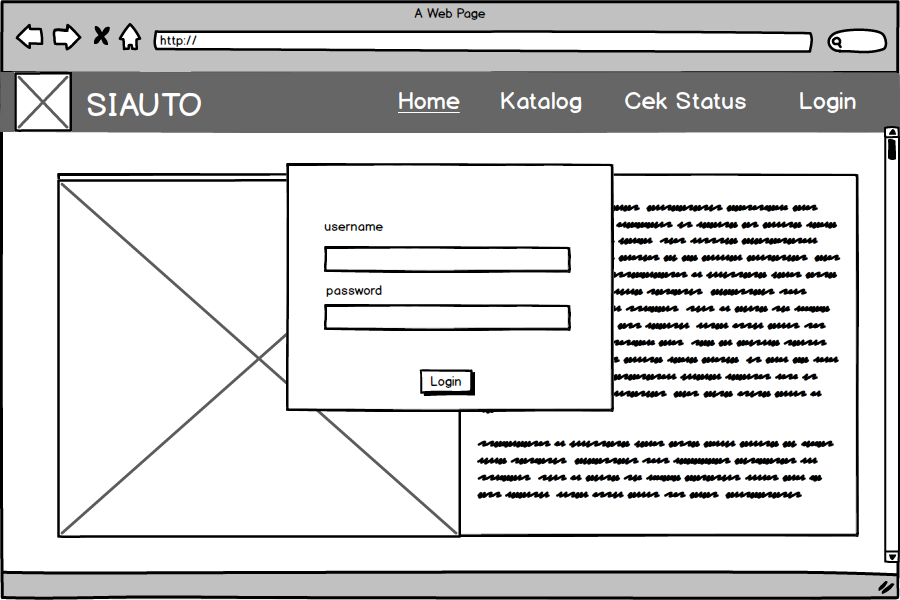 A Web Page
http://
SIAUTO
Home Katalog Cek Status Login
username
password
Login